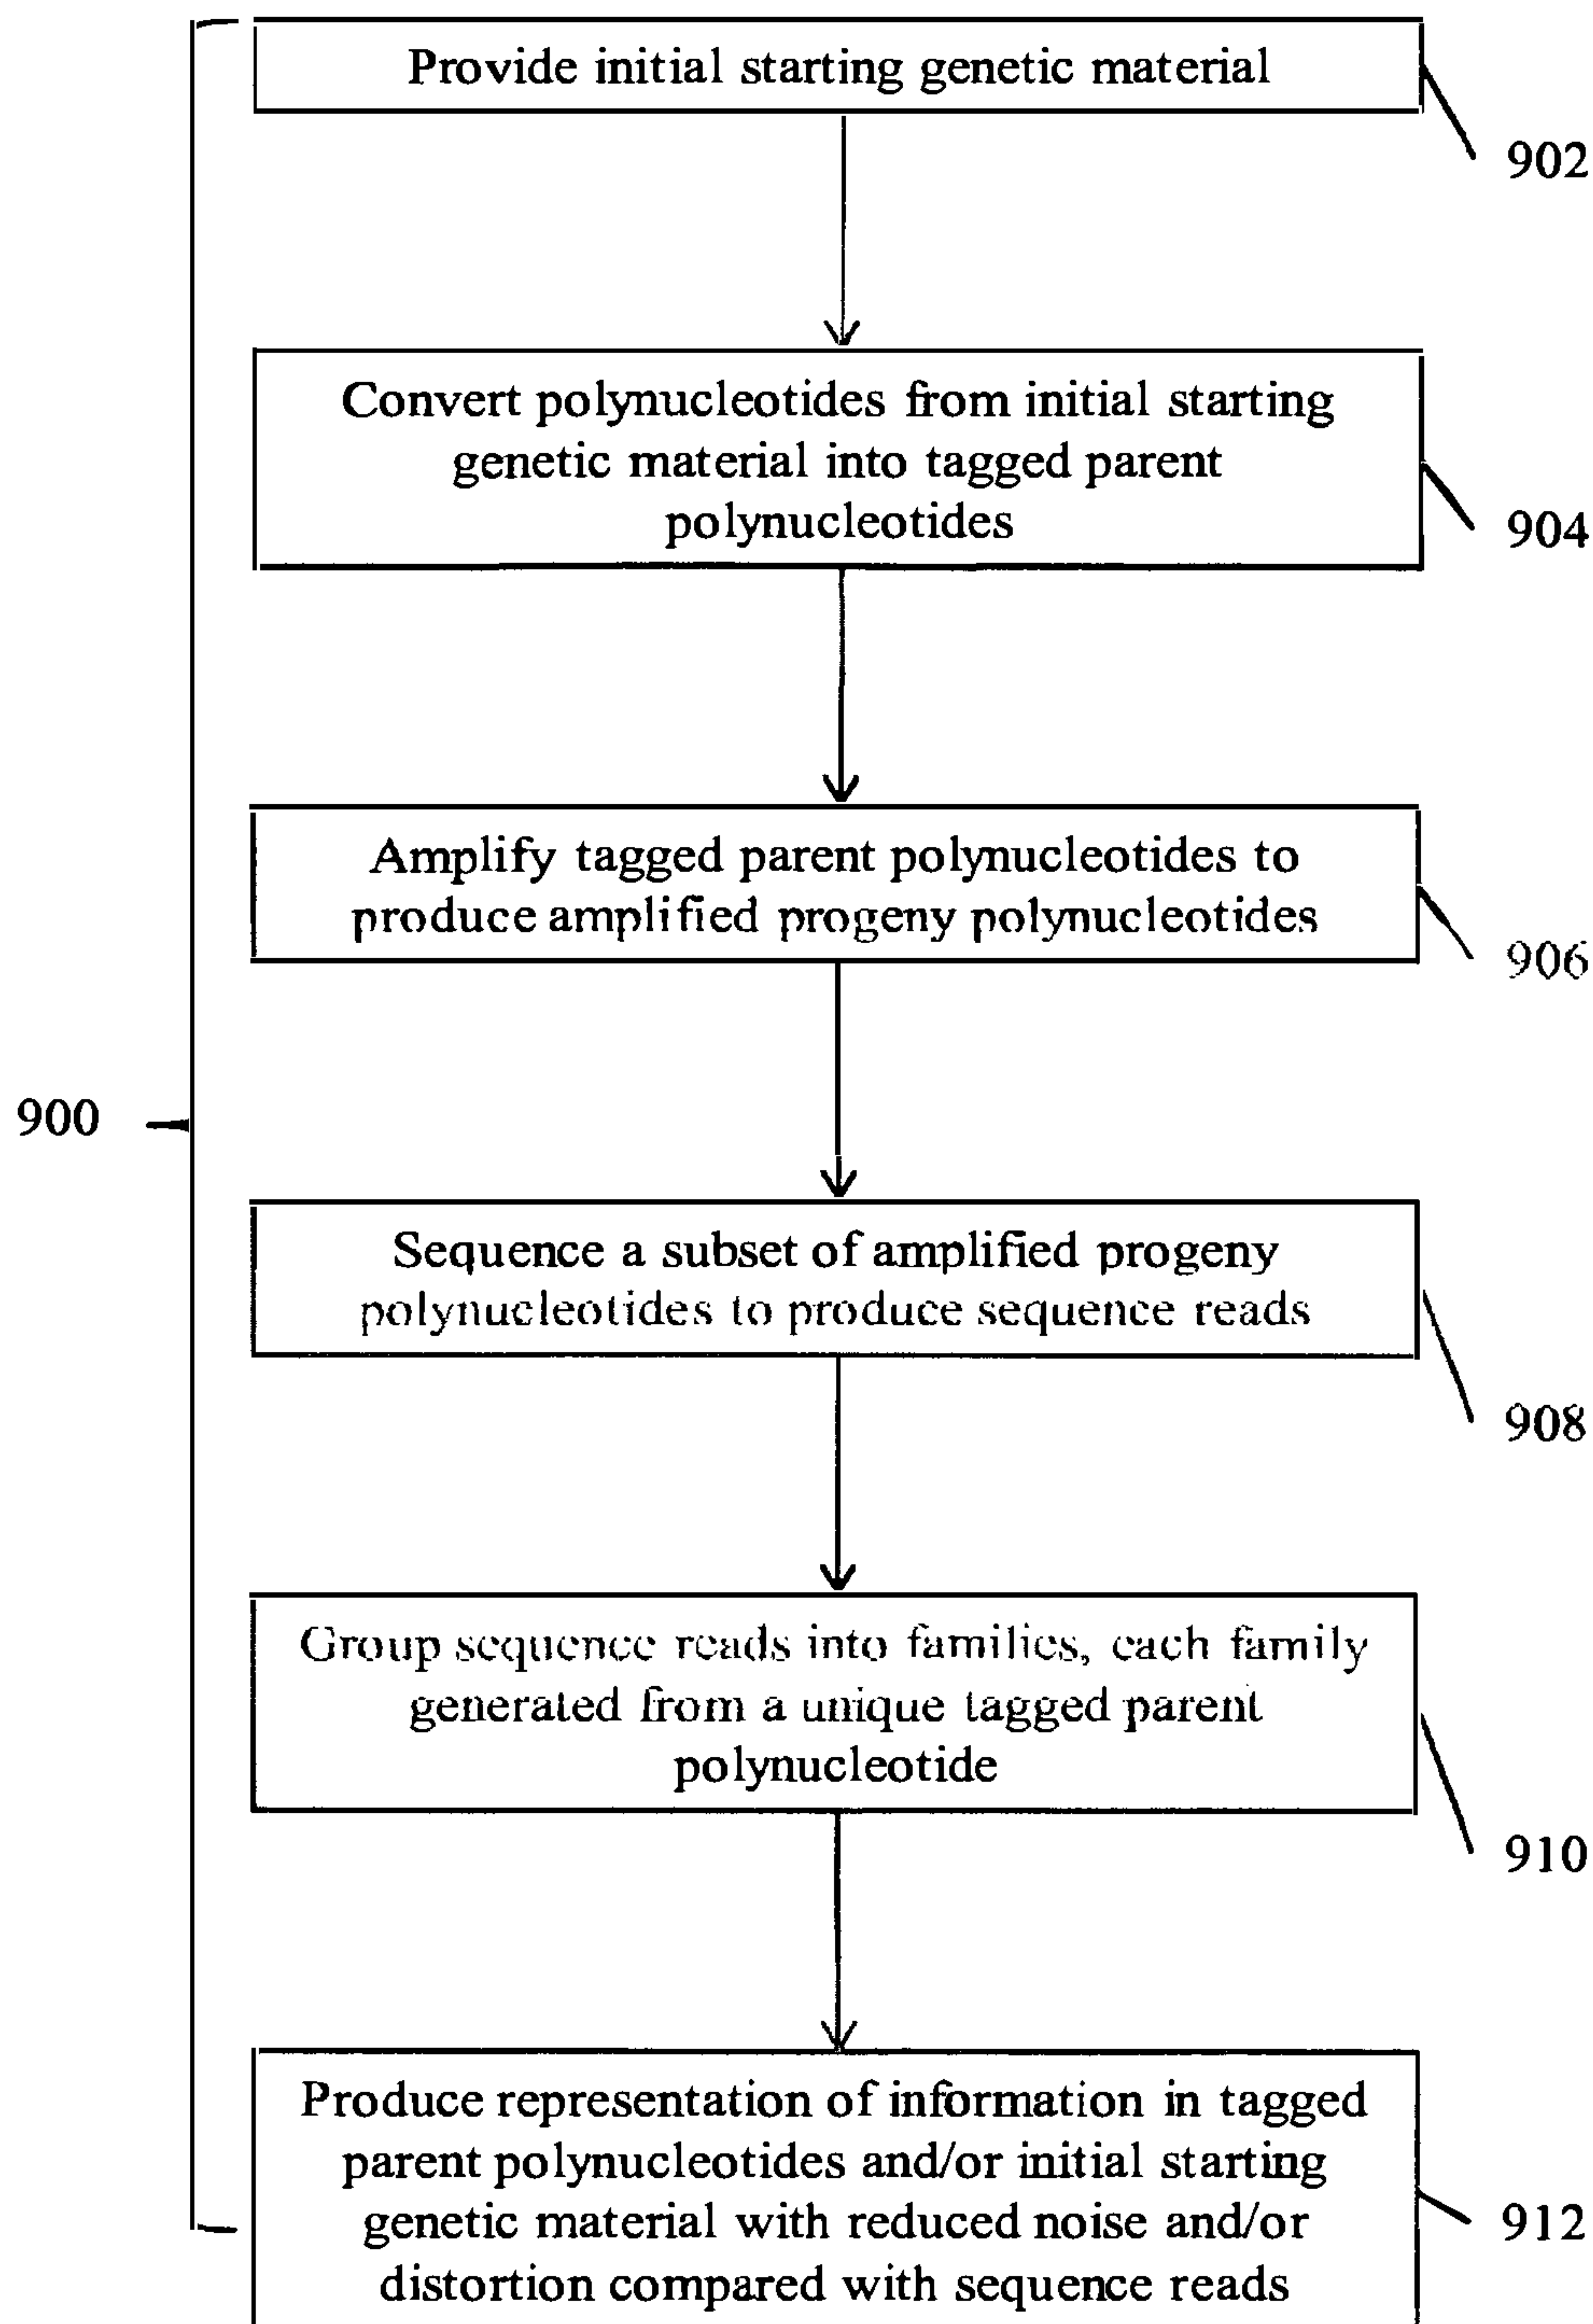 Provide initial starting genetic material
902
Convert polynucleotides from initial starting
genetic material into tagged parent
polynucleotides
904
Amplify tagged parent polynucleotides to
produce amplified progeny polynucleotides
906
900
Sequence a subset of amplified progeny
polynucleotides to produce sequence reads
908
Group sequence reads into families, each family
generated from a unique tagged parent
polynucleotide
910
Produce representation of information in tagged
parent polynucleotides and/or initial starting
genetic material with reduced noise and/or
distortion compared with sequence reads
912